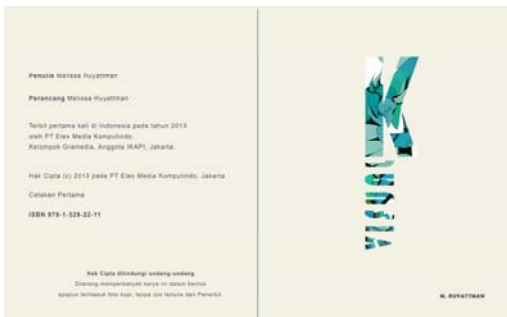 Penulis Melissa Ruyattman
Perancang Melissa Ruyattman
Terbit pertama kali di Indonesia pada tahun 2013
oleh PT Elex Media Komputindo,
Kelompok Gramedia, Anggota IKAPI, Jakarta.
Hak Cipta (c) 2013 pada PT Elex Media Komputindo, Jakarta
Cetakan Pertama
ISBN 978-1-329-22-11
Hak Cipta dilindungi undang-undang
Dilarang memperbanyak karya ini dalam bentuk
apapun termasuk foto kopi, tanpa izin tertulis dari Penerbit.
K
M. RUYATTMAN